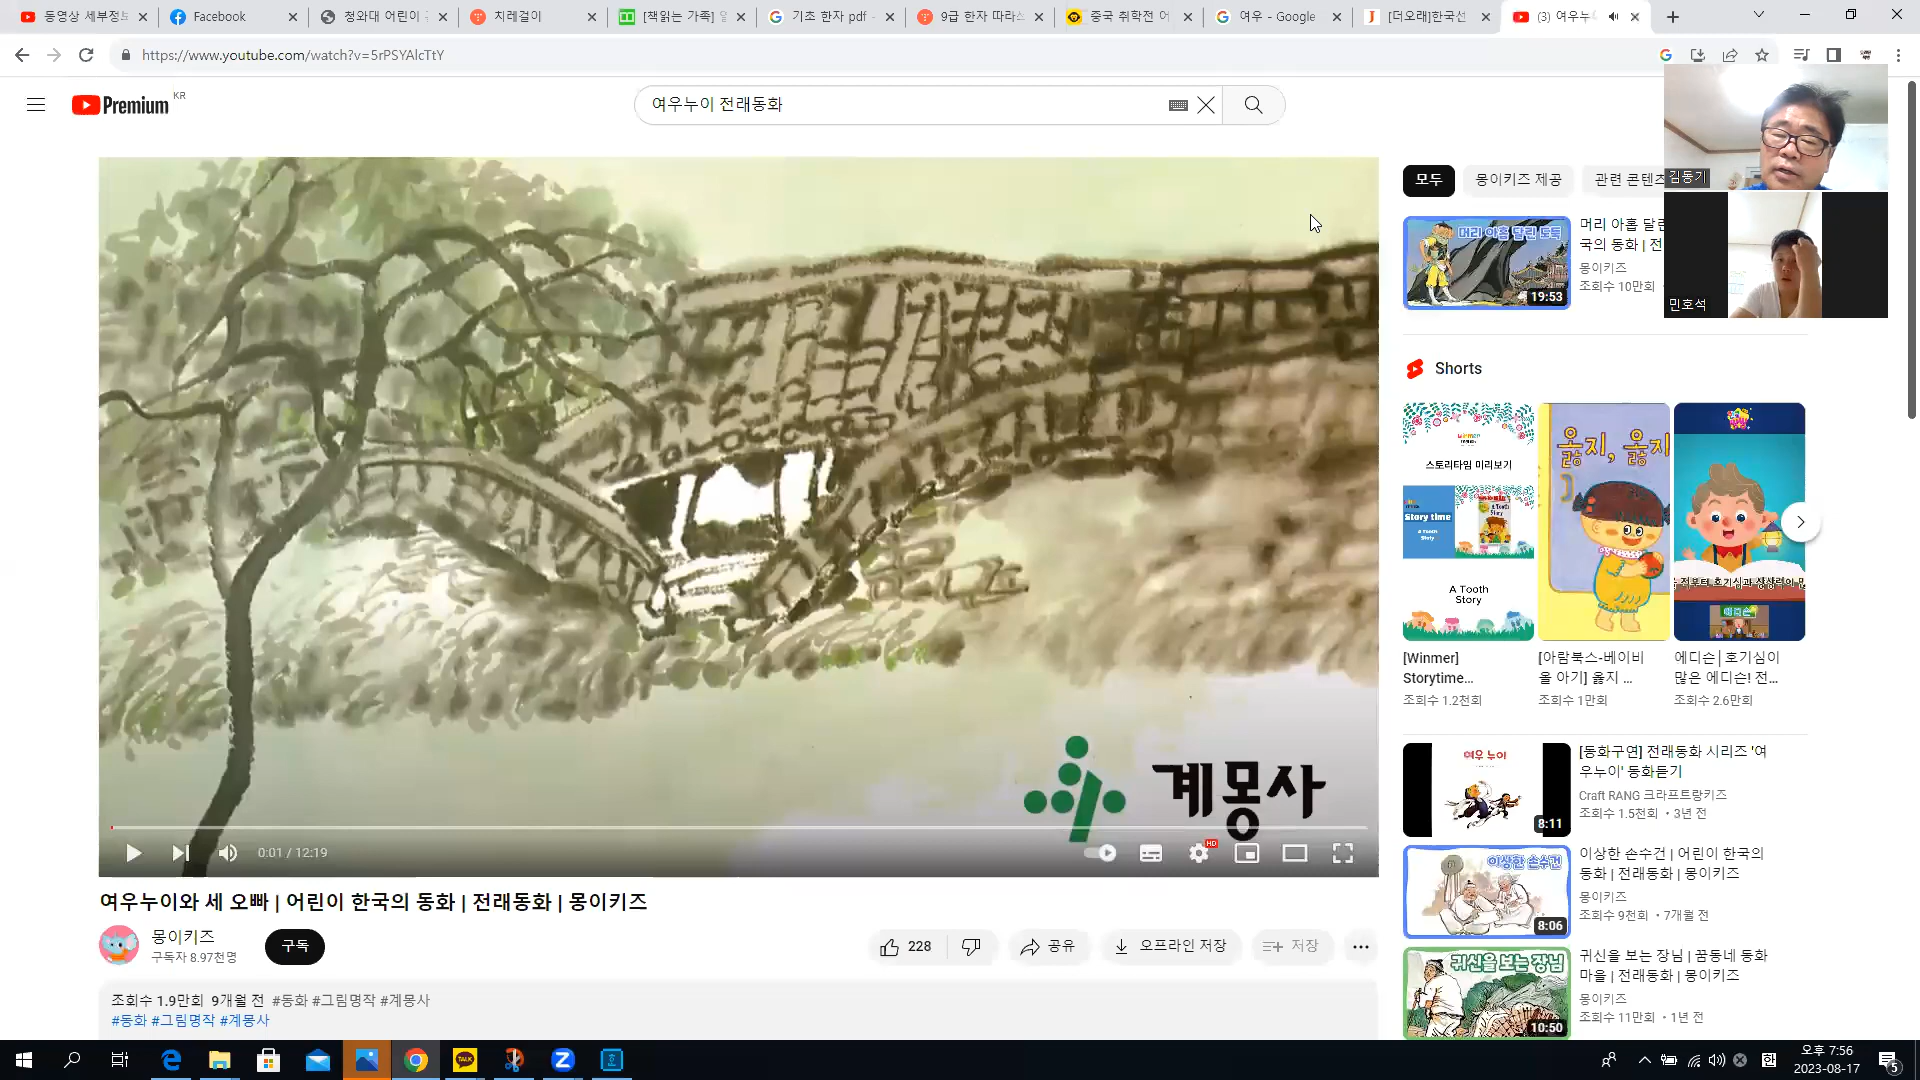 동영상 세부정보
Facebook
청와대 어린이
치레걸이
[책읽는 가족]
기초 한자 pdf -
9급 한자 따라
중국 취학전 어
여우 - Google
[더오래]한국선
(3) 여우누
https://www.youtube.com/watch?v=5rPSYAlcTtY
Premium KR
여우누이 전래동화
모두
몽이키즈 제공
관련 콘텐츠
김동기
민호석
머리 아홉 달린 도둑
19:53
머리 아홉 달린
국의 동화 | 전
몽이키즈
조회수 10만회
Shorts
스토리타임 미리보기
Story time
A Tooth
Story
A Tooth
Story
옳지, 옳지
에디슨
[Winmer]
Storytime...
조회수 1.2천회
[아람북스-베이비
올 아기] 옳지 ...
조회수 1만회
에디슨 | 호기심이
많은 에디슨! 전...
조회수 2.6만회
계몽사
0:01 / 12:19
HD
여우누이와 세 오빠 | 어린이 한국의 동화 | 전래동화 | 몽이키즈
몽이키즈
구독자 8.97천명
구독
228
공유
오프라인 저장
저장
조회수 1.9만회 9개월 전 #동화 #그림명작 #계몽사
#동화 #그림명작 #계몽사
여우 누이
8:11
[동화구연] 전래동화 시리즈 '여
우누이' 동화듣기
Craft RANG 크라프트랑키즈
조회수 1.5천회 • 3년 전
이상한 손수건
8:06
이상한 손수건 | 어린이 한국의
동화 | 전래동화 | 몽이키즈
몽이키즈
조회수 9천회 • 7개월 전
귀신을 보는 장님
10:50
귀신을 보는 장님 | 꿈동네 동화
마을 | 전래동화 | 몽이키즈
몽이키즈
조회수 11만회 • 1년 전
TALK
한
오후 7:56
2023-08-17
5